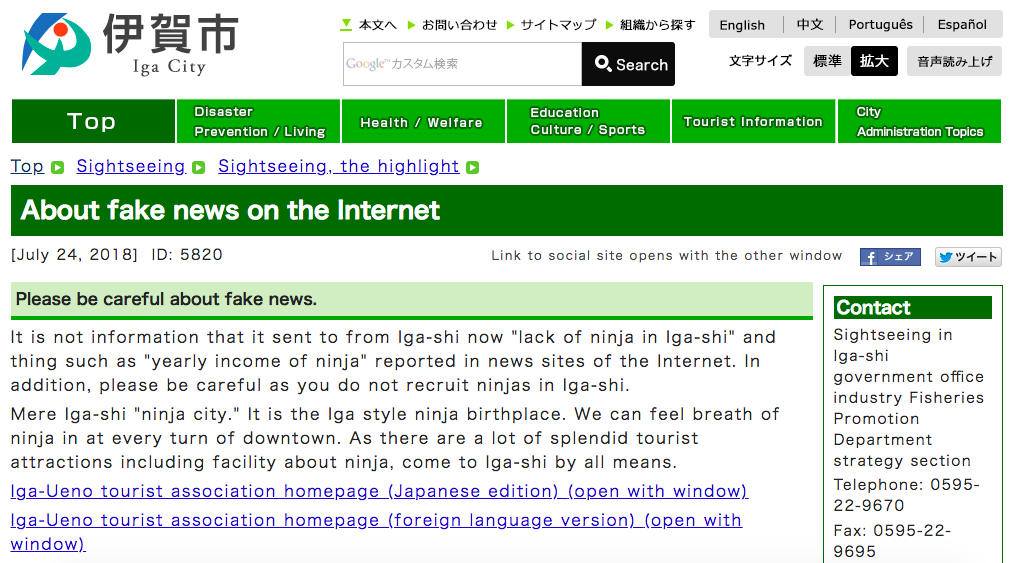 伊賀市
Iga City
本文へ お問い合わせ サイトマップ 組織から探す
English 中文 Português Español
Google™ カスタム検索 Search
文字サイズ 標準 拡大 音声読み上げ
Top
Disaster
Prevention / Living
Health / Welfare
Education
Culture / Sports
Tourist Information
City
Administration Topics
Top Sightseeing Sightseeing, the highlight
About fake news on the Internet
[July 24, 2018] ID: 5820
Link to social site opens with the other window
シェア ツイート
Please be careful about fake news.
It is not information that it sent to from Iga-shi now "lack of ninja in Iga-shi" and
thing such as "yearly income of ninja" reported in news sites of the Internet. In
addition, please be careful as you do not recruit ninjas in Iga-shi.
Mere Iga-shi "ninja city." It is the Iga style ninja birthplace. We can feel breath of
ninja in at every turn of downtown. As there are a lot of splendid tourist
attractions including facility about ninja, come to Iga-shi by all means.
Iga-Ueno tourist association homepage (Japanese edition) (open with window)
Iga-Ueno tourist association homepage (foreign language version) (open with
window)
Contact
Sightseeing in
Iga-shi
government office
industry Fisheries
Promotion
Department
strategy section
Telephone: 0595-
22-9670
Fax: 0595-22-
9695